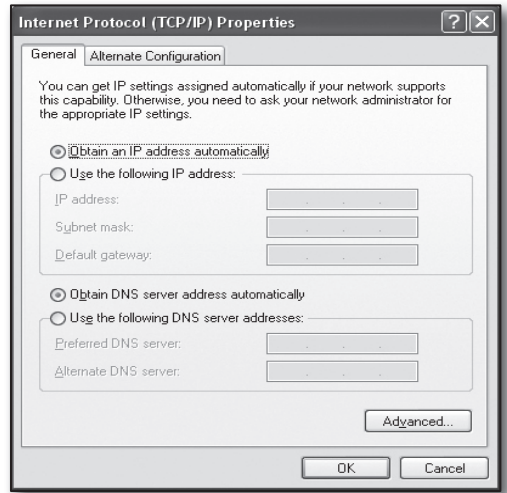 Internet Protocol (TCP/IP) Properties
General
Alternate Configuration
You can get IP settings assigned automatically if your network supports
this capability. Otherwise, you need to ask your network administrator for
the appropriate IP settings.
Obtain an IP address automatically
Use the following IP address:
IP address:
Subnet mask:
Default gateway:
Obtain DNS server address automatically
Use the following DNS server addresses:
Preferred DNS server:
Alternate DNS server:
Advanced...
OK
Cancel